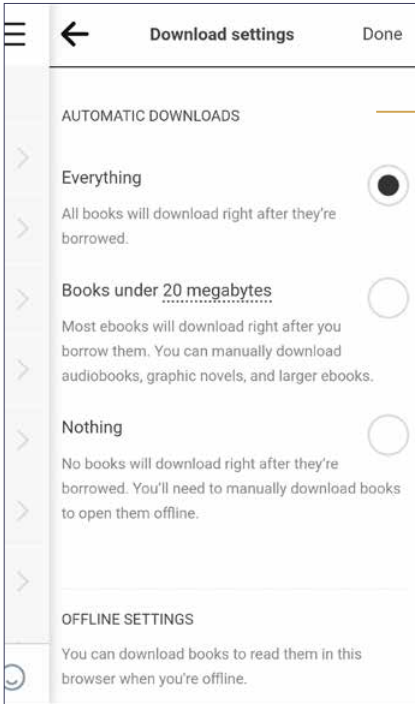 Download settings Done
AUTOMATIC DOWNLOADS
Everything
All books will download right after they're
borrowed.
Books under 20 megabytes
Most ebooks will download right after you
borrow them. You can manually download
audiobooks, graphic novels, and larger ebooks.
Nothing
No books will download right after they're
borrowed. You'll need to manually download books
to open them offline.
OFFLINE SETTINGS
You can download books to read them in this
browser when you're offline.